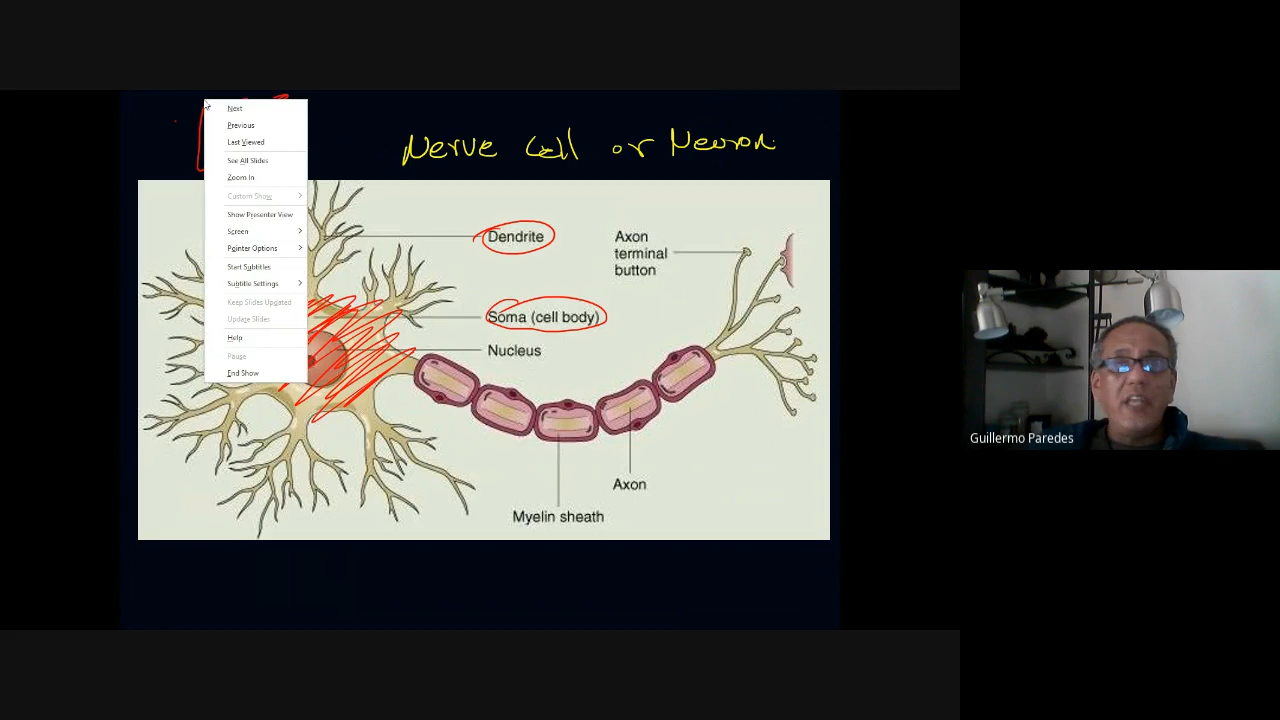 Nerve Cell or Neuron
Next
Previous
Last Viewed
See All Slides
Zoom In
Custom Show
Show Presenter View
Screen
Pointer Options
Start Subtitles
Subtitle Settings
Keep Slides Updated
Update Slides
Help
Pause
End Show
Dendrite
Soma (cell body)
Nucleus
Axon
terminal
button
Axon
Myelin sheath
Guillermo Paredes